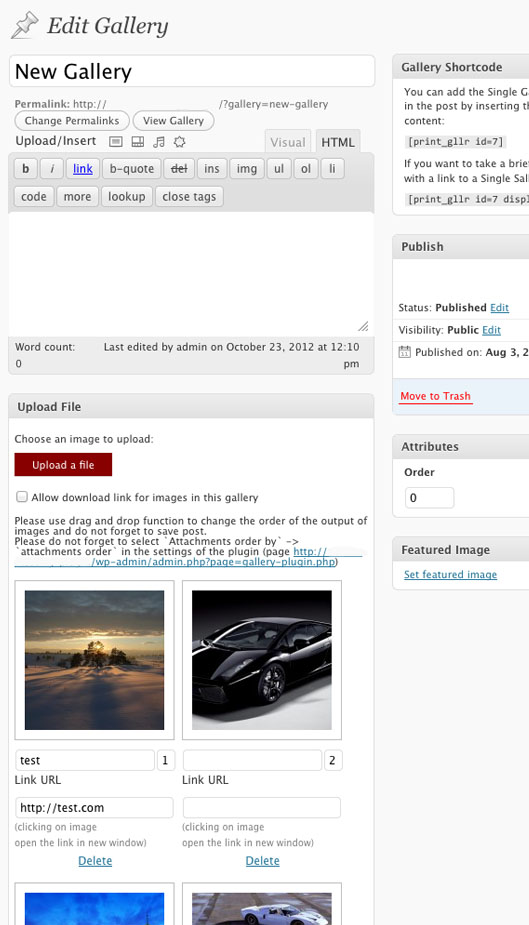 Edit Gallery
New Gallery
Permalink: http:// /?gallery=new-gallery
Change Permalinks View Gallery
Upload/Insert
Visual HTML
b i link b-quote del ins img ul ol li
code more lookup close tags
Word count: Last edited by admin on October 23, 2012 at 12:10
0 pm
Upload File
Choose an image to upload:
Upload a file
Allow download link for images in this gallery
Please use drag and drop function to change the order of the output of
images and do not forget to save post.
Please do not forget to select `Attachments order by` ->
`attachments order` in the settings of the plugin (page http://
/wp-admin/admin.php?page=gallery-plugin.php)
test 1 2
Link URL Link URL
http://test.com
(clicking on image (clicking on image
open the link in new window) open the link in new window)
Delete Delete
Gallery Shortcode
You can add the Single G
in the post by inserting th
content:
[print_gllr id=7]
If you want to take a brie
with a link to a Single Sall
[print_gllr id=7 displ
Publish
Status: Published Edit
Visibility: Public Edit
Published on: Aug 3, 2
Move to Trash
Attributes
Order
0
Featured Image
Set featured image